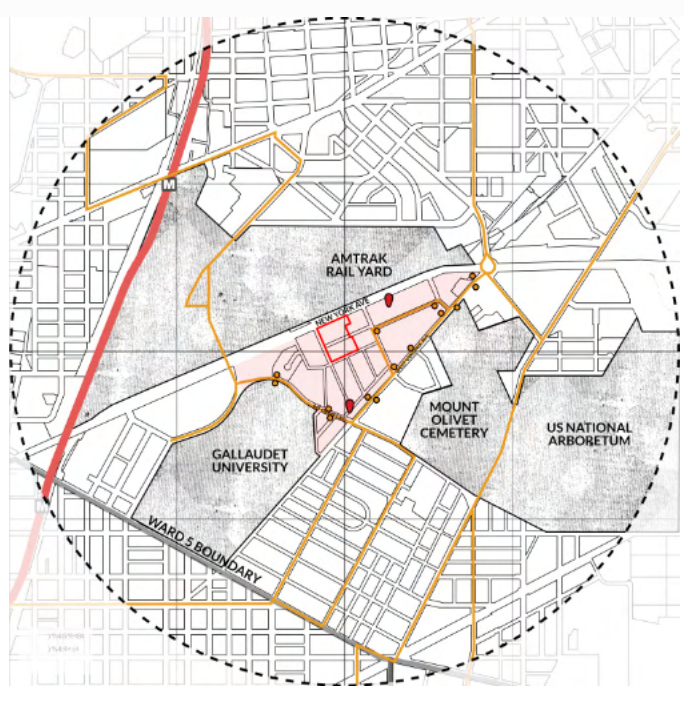 M
AMTRAK
RAIL YARD
NEW YORK AVE
MOUNT
OLIVET
CEMETERY
US NATIONAL
ARBORETUM
GALLAUDET
UNIVERSITY
WARD 5 BOUNDARY